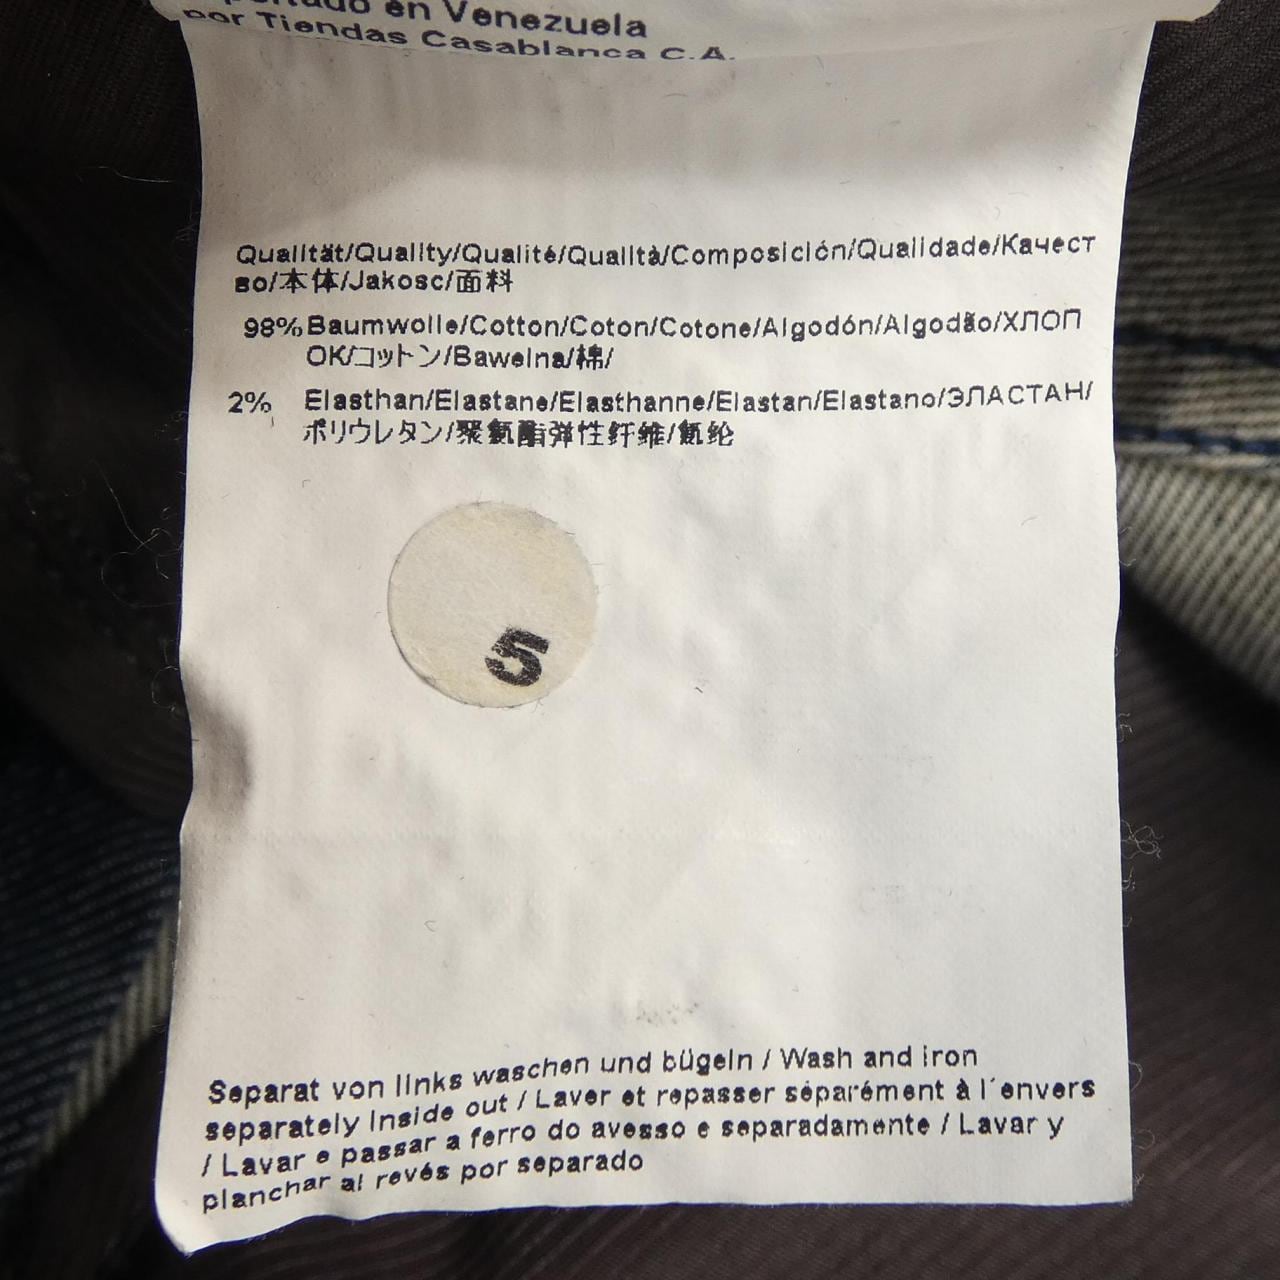 en Venezuela
por Tiendas Casablanca C.A.
Qualität/Quality/Qualité/Qualità/Composición/Qualidade/Качест
во/本体/Jakosc/面料
98% Baumwolle/Cotton/Coton/Cotone/Algodón/Algodão/ХЛОП
ОК/コットン/Bawelna/棉/
2% Elasthan/Elastane/Elasthanne/Elastan/Elastano/ЭЛАСТАН/
ポリウレタン/聚氨酯弹性纤维/氨纶
5
Separat von links waschen und bügeln / Wash and iron
separately inside out / Laver et repasser séparément à l´envers
/ Lavar e passar a ferro do avesso e separadamente / Lavar y
planchar al revés por separado